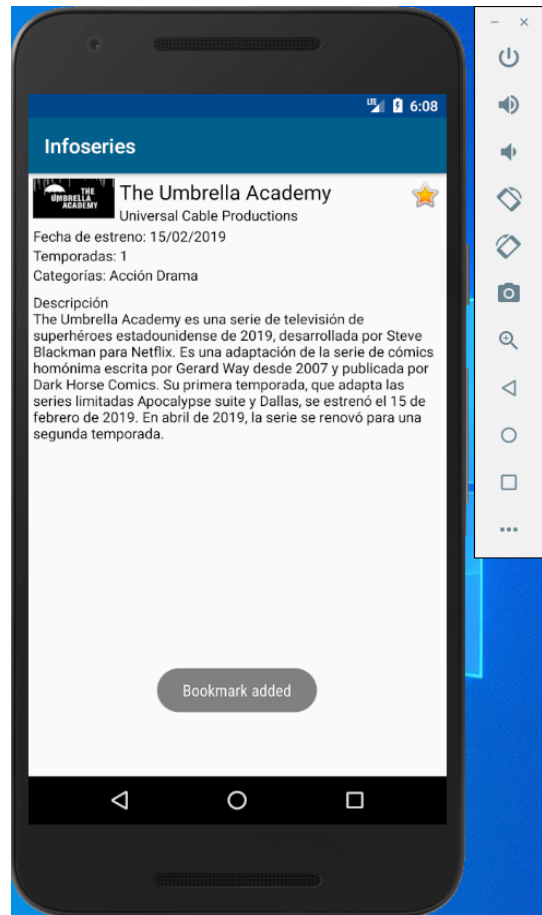 LTE 6:08
Infoseries
THE
UMBRELLA
ACADEMY
The Umbrella Academy
Universal Cable Productions
Fecha de estreno: 15/02/2019
Temporadas: 1
Categorías: Acción Drama
Descripción
The Umbrella Academy es una serie de televisión de
superhéroes estadounidense de 2019, desarrollada por Steve
Blackman para Netflix. Es una adaptación de la serie de cómics
homónima escrita por Gerard Way desde 2007 y publicada por
Dark Horse Comics. Su primera temporada, que adapta las
series limitadas Apocalypse suite y Dallas, se estrenó el 15 de
febrero de 2019. En abril de 2019, la serie se renovó para una
segunda temporada.
Bookmark added